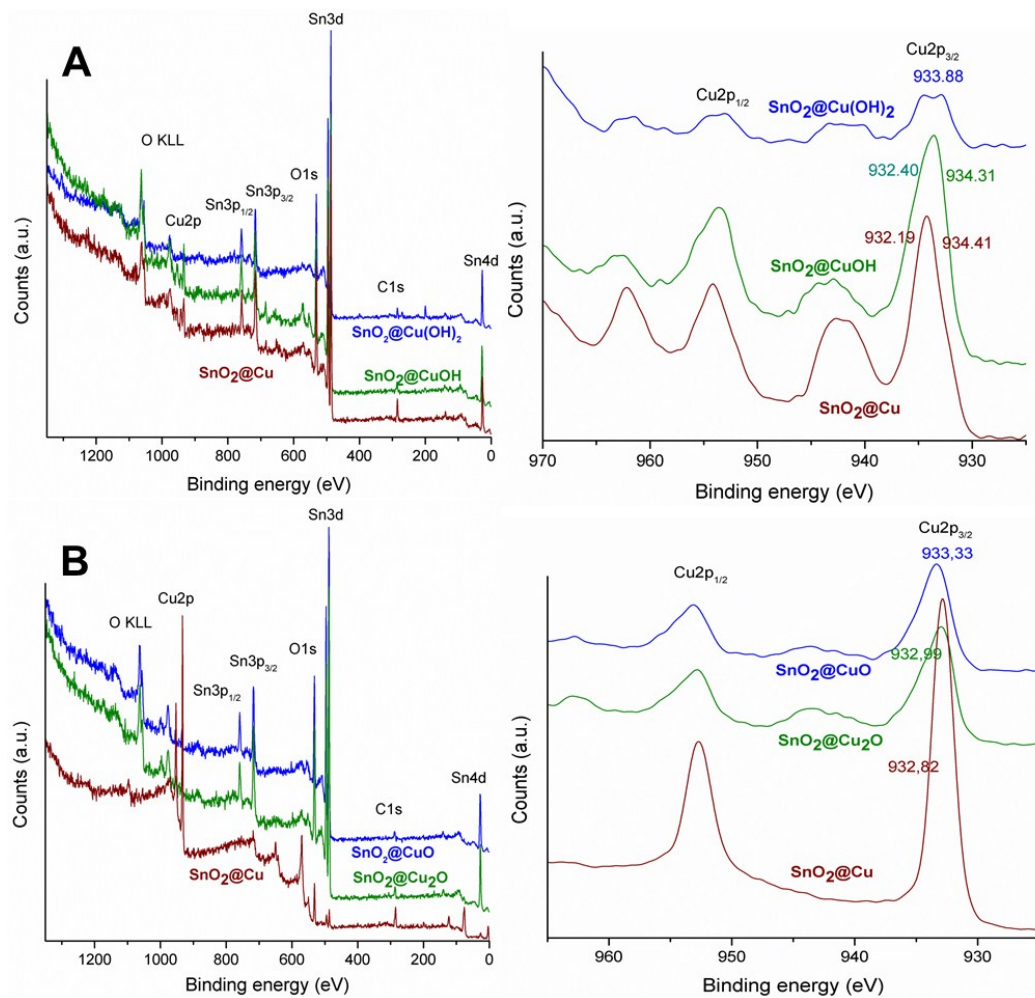 A
Sn3d
O KLL
Cu2p
Sn3p1/2
Sn3p3/2
O1s
C1s
Sn4d
SnO2@Cu(OH)2
SnO2@CuOH
SnO2@Cu
Counts (a.u.)
1200 1000 800 600 400 200 0
Binding energy (eV)
Cu2p3/2
933.88
Cu2p1/2
SnO2@Cu(OH)2
932.40
934.31
932.19
934.41
SnO2@CuOH
SnO2@Cu
Counts (a.u.)
970 960 950 940 930
Binding energy (eV)
B
Sn3d
Cu2p
O KLL
O1s
Sn3p3/2
Sn3p1/2
Sn4d
C1s
SnO2@CuO
SnO2@Cu2O
SnO2@Cu
Counts (a.u.)
1200 1000 800 600 400 200 0
Binding energy (eV)
Cu2p3/2
933,33
Cu2p1/2
932,99
SnO2@CuO
SnO2@Cu2O
932,82
SnO2@Cu
Counts (a.u.)
960 950 940 930
Binding energy (eV)